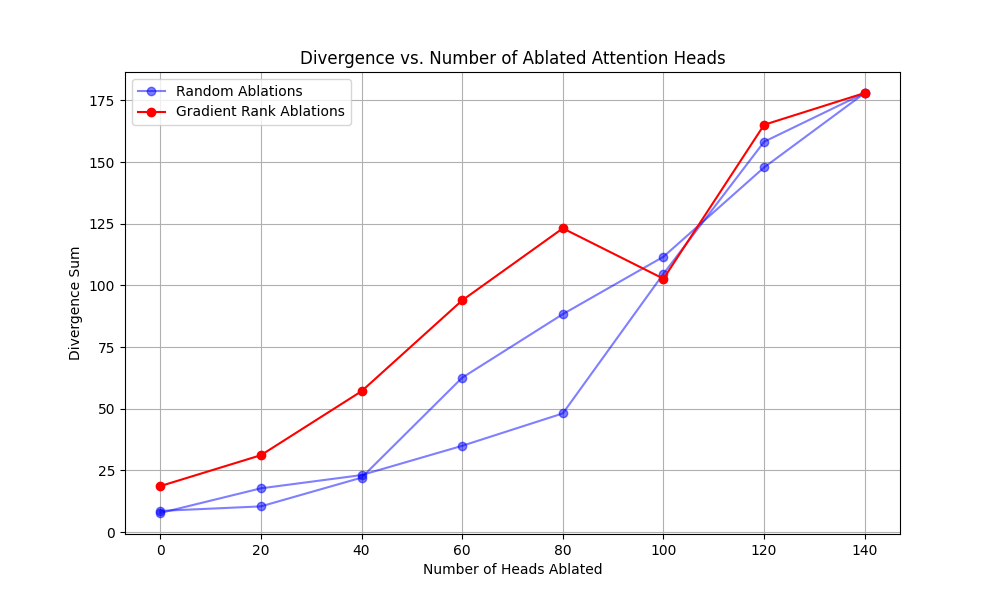 Divergence vs. Number of Ablated Attention Heads
Random Ablations
Gradient Rank Ablations
175
150
125
100
75
50
25
0
Divergence Sum
0 20 40 60 80 100 120 140
Number of Heads Ablated